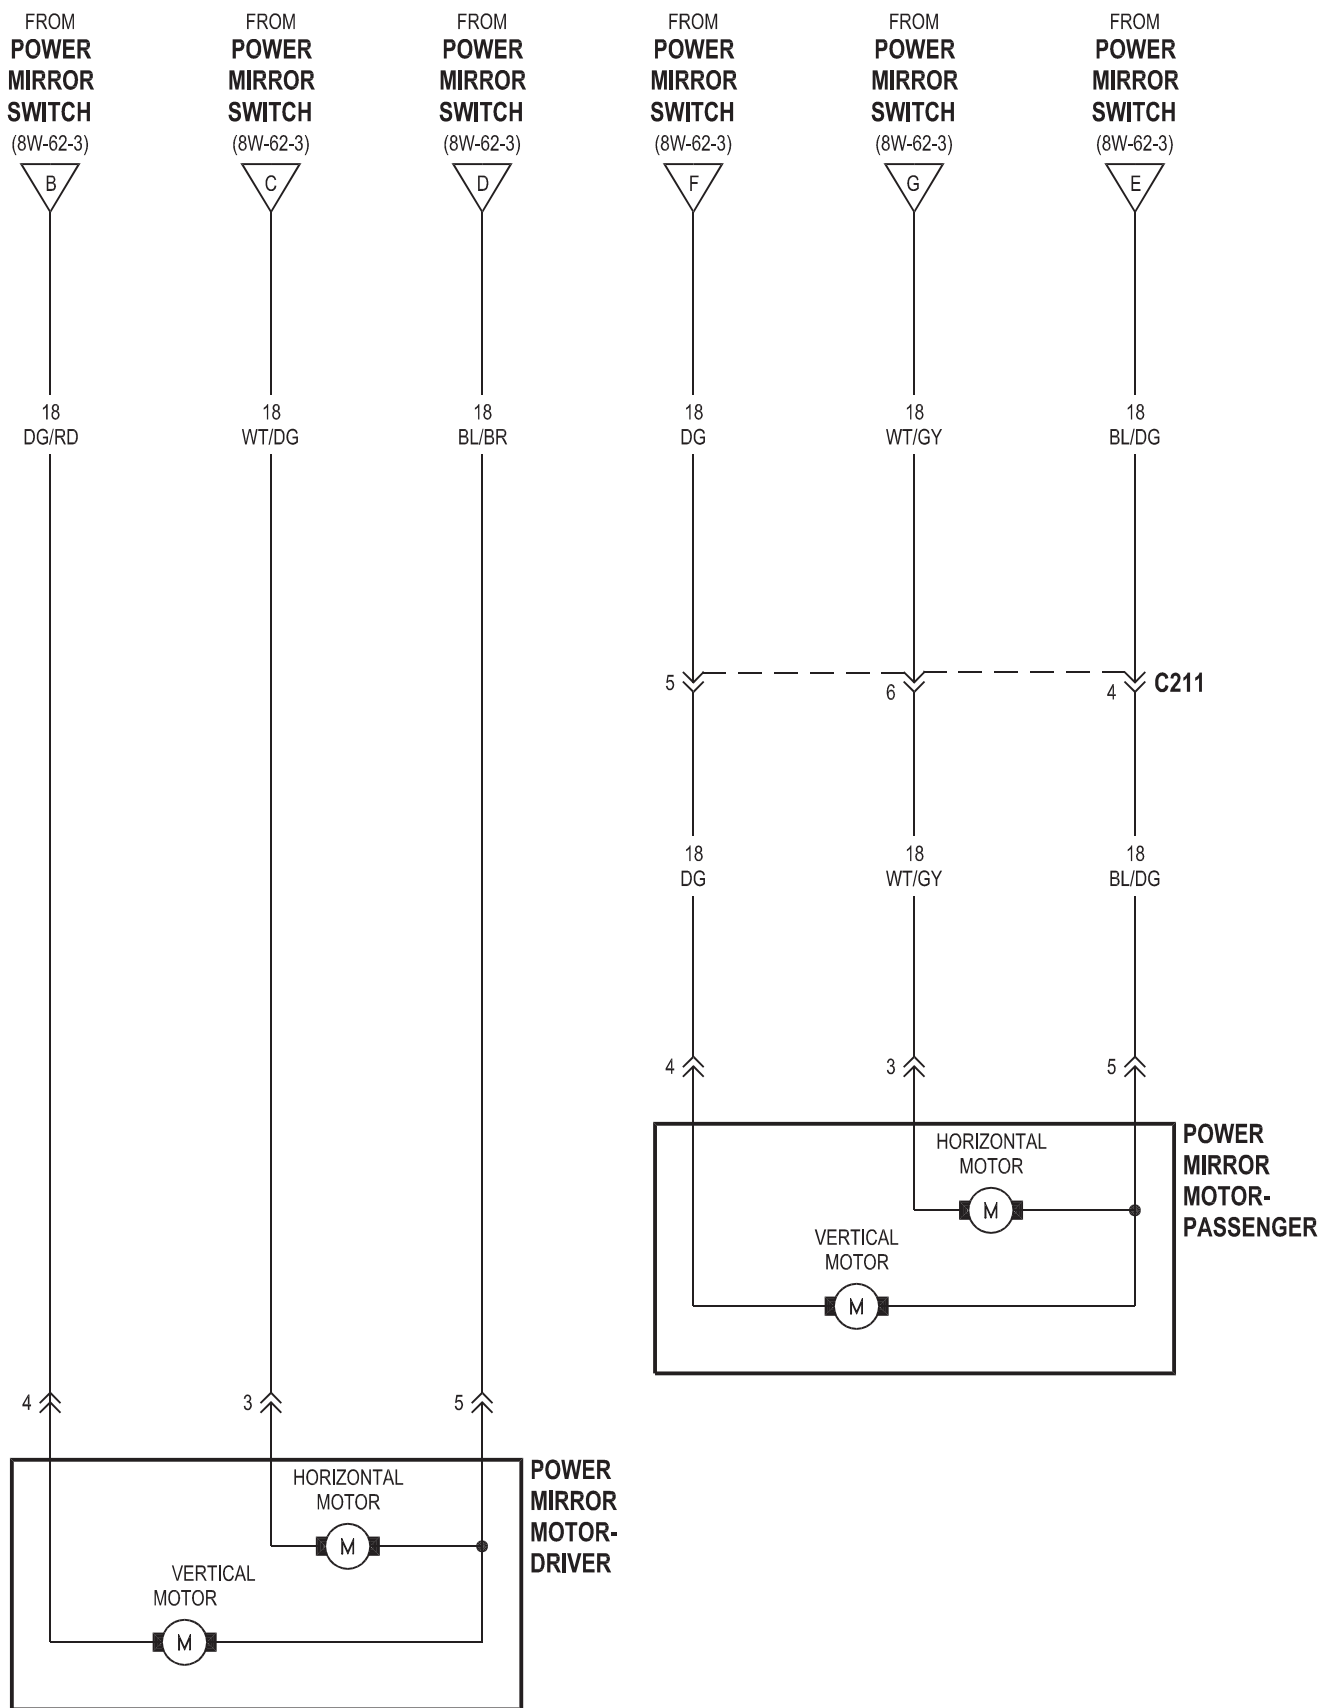 FROM
POWER
MIRROR
SWITCH
(8W-62-3)
B
FROM
POWER
MIRROR
SWITCH
(8W-62-3)
C
FROM
POWER
MIRROR
SWITCH
(8W-62-3)
D
FROM
POWER
MIRROR
SWITCH
(8W-62-3)
F
FROM
POWER
MIRROR
SWITCH
(8W-62-3)
G
FROM
POWER
MIRROR
SWITCH
(8W-62-3)
E
18
DG/RD
18
WT/DG
18
BL/BR
18
DG
18
WT/GY
18
BL/DG
5
6
4
C211
18
DG
18
WT/GY
18
BL/DG
4
3
5
POWER
MIRROR
MOTOR-
PASSENGER
HORIZONTAL
MOTOR
M
VERTICAL
MOTOR
M
4
3
5
POWER
MIRROR
MOTOR-
DRIVER
HORIZONTAL
MOTOR
M
VERTICAL
MOTOR
M